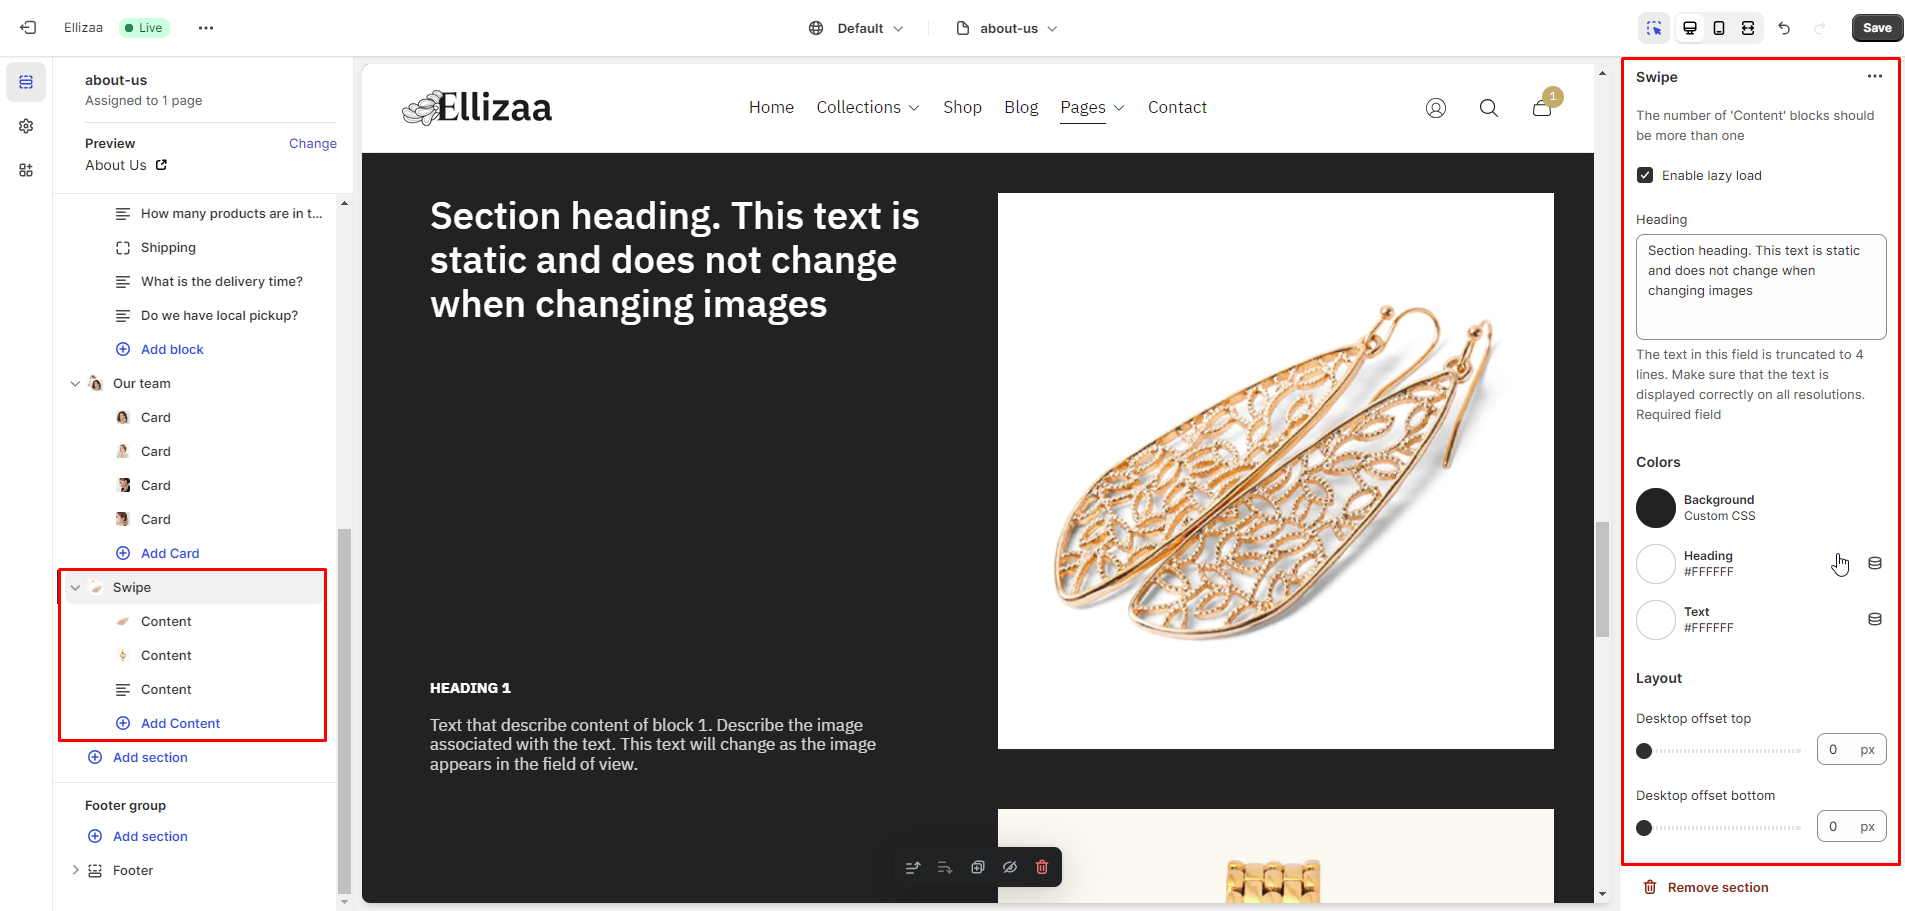 Ellizaa
Live
Default
about-us
Save
about-us
Assigned to 1 page
Preview
Change
About Us
How many products are in t...
Shipping
What is the delivery time?
Do we have local pickup?
Add block
Our team
Card
Card
Card
Card
Add Card
Swipe
Content
Content
Content
Add Content
Add section
Footer group
Add section
Footer
Ellizaa
Home
Collections
Shop
Blog
Pages
Contact
1
Section heading. This text is
static and does not change
when changing images
HEADING 1
Text that describe content of block 1. Describe the image
associated with the text. This text will change as the image
appears in the field of view.
Swipe
The number of 'Content' blocks should
be more than one
Enable lazy load
Heading
Section heading. This text is static
and does not change when
changing images
The text in this field is truncated to 4
lines. Make sure that the text is
displayed correctly on all resolutions.
Required field
Colors
Background
Custom CSS
Heading
#FFFFFF
Text
#FFFFFF
Layout
Desktop offset top
0 px
Desktop offset bottom
0 px
Remove section